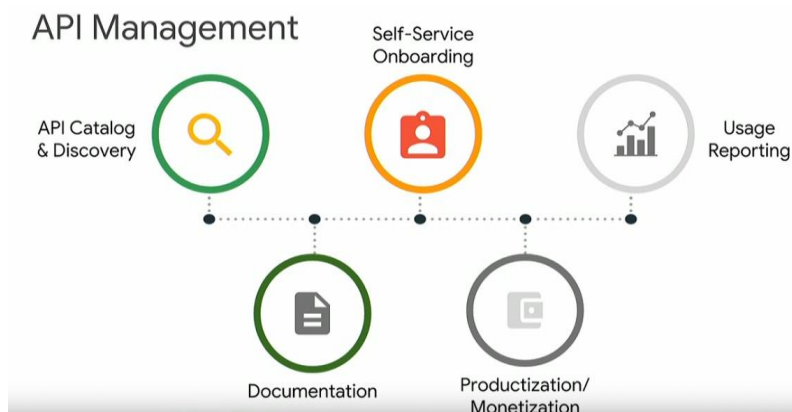 API Management
Self-Service
Onboarding
API Catalog
& Discovery
Usage
Reporting
Documentation
Productization/
Monetization